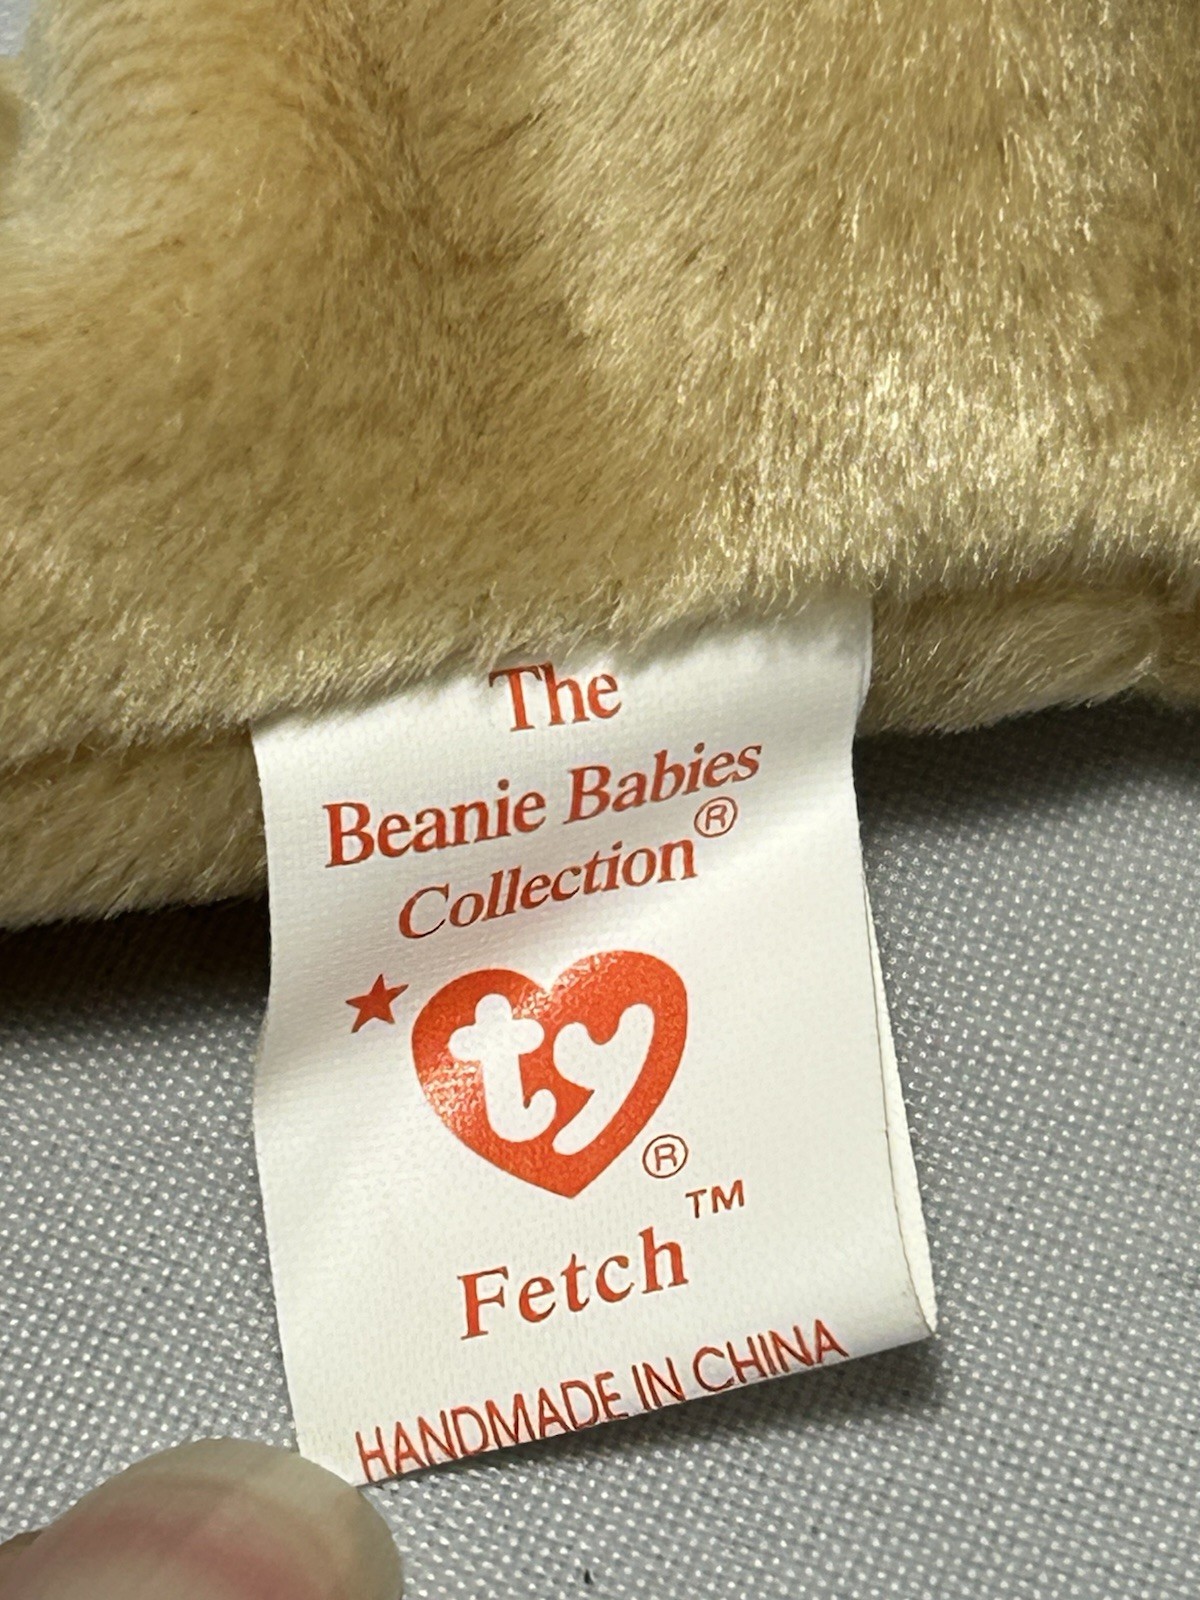 The
Beanie Babies
Collection®
ty®
Fetch™
HANDMADE IN CHINA